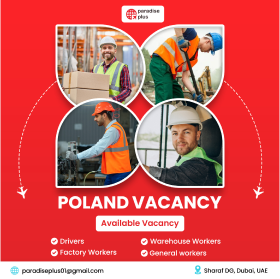 paradise
plus
POLAND VACANCY
Available Vacancy
Drivers
Warehouse Workers
Factory Workers
General workers
paradiseplus01@gmail.com
Sharaf DG, Dubai, UAE